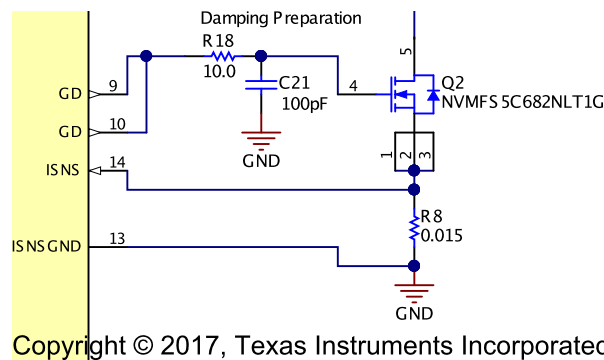 Damping Preparation
R18
10.0
5
GD 9
4
Q2
NVMFS5C682NLT1G
C21
100pF
GD 10
GND
1 2 3
ISNS 14
R8
0.015
ISNSGND 13
GND
Copyright © 2017, Texas Instruments Incorporated